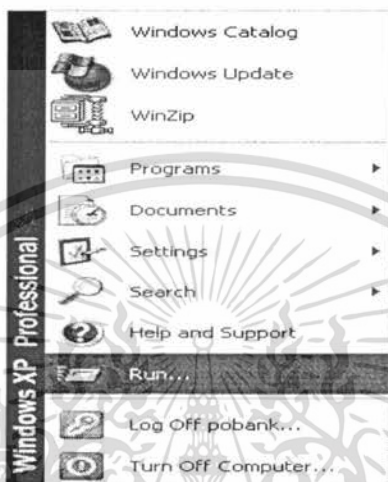 Windows Catalog
Windows Update
WinZip
Programs
Documents
Settings
Search
Help and Support
Run...
Log Off pobank...
Turn Off Computer...
Windows XP Professional